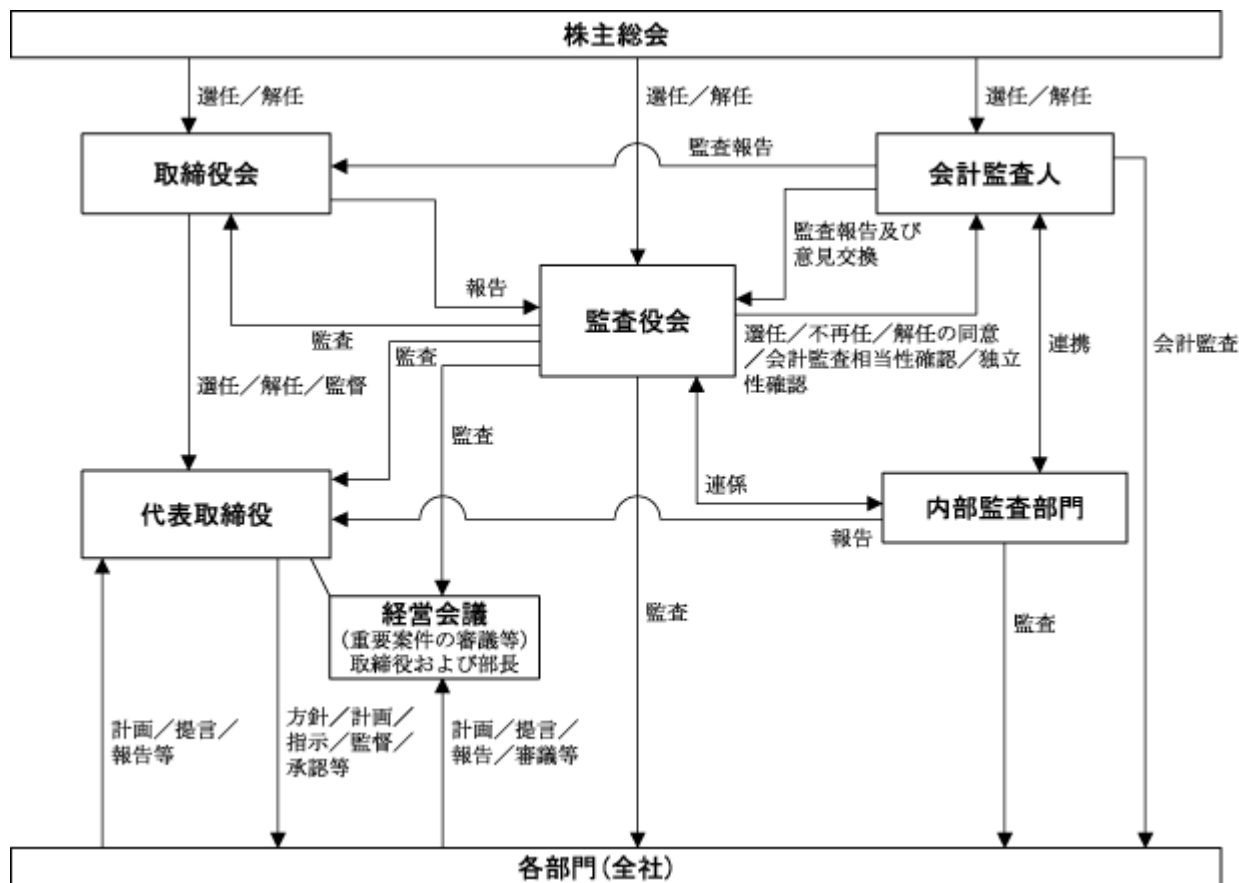 株主総会
選任／解任
選任／解任
選任／解任
取締役会
監査報告
会計監査人
監査報告及び
意見交換
報告
監査役会
監査
監査
選任／不再任／解任の同意
／会計監査相当性確認／独立
性確認
連携
会計監査
選任／解任／監督
監査
代表取締役
連係
内部監査部門
報告
経営会議
（重要案件の審議等）
取締役および部長
監査
監査
計画／提言／
報告等
方針／計画／
指示／監督／
承認等
計画／提言／
報告／審議等
各部門（全社）